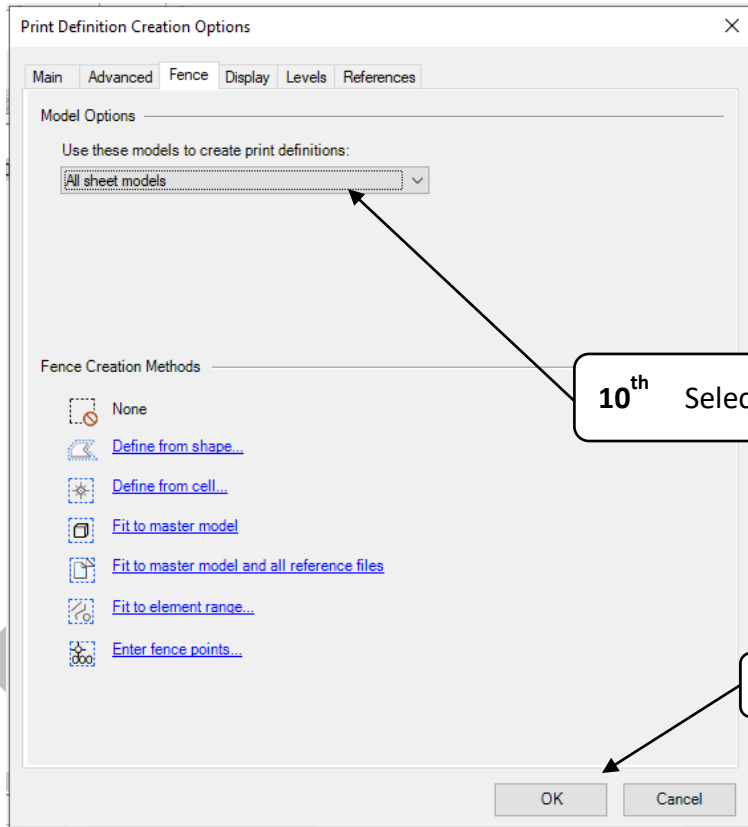 Print Definition Creation Options
Main Advanced Fence Display Levels References
Model Options
Use these models to create print definitions:
All sheet models
Fence Creation Methods
10th
None
Define from shape...
Define from cell...
Fit to master model
Fit to master model and all reference files
Fit to element range...
Enter fence points...
OK Cancel